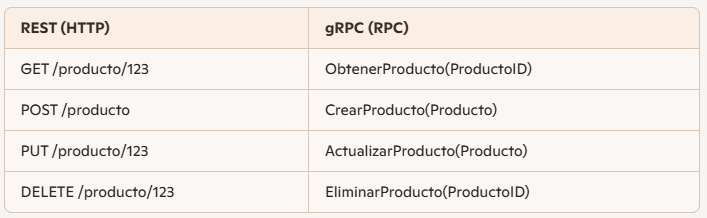 REST (HTTP) gRPC (RPC)
GET /producto/123 ObtenerProducto(ProductoID)
POST /producto CrearProducto(Producto)
PUT /producto/123 ActualizarProducto(Producto)
DELETE /producto/123 EliminarProducto(ProductoID)